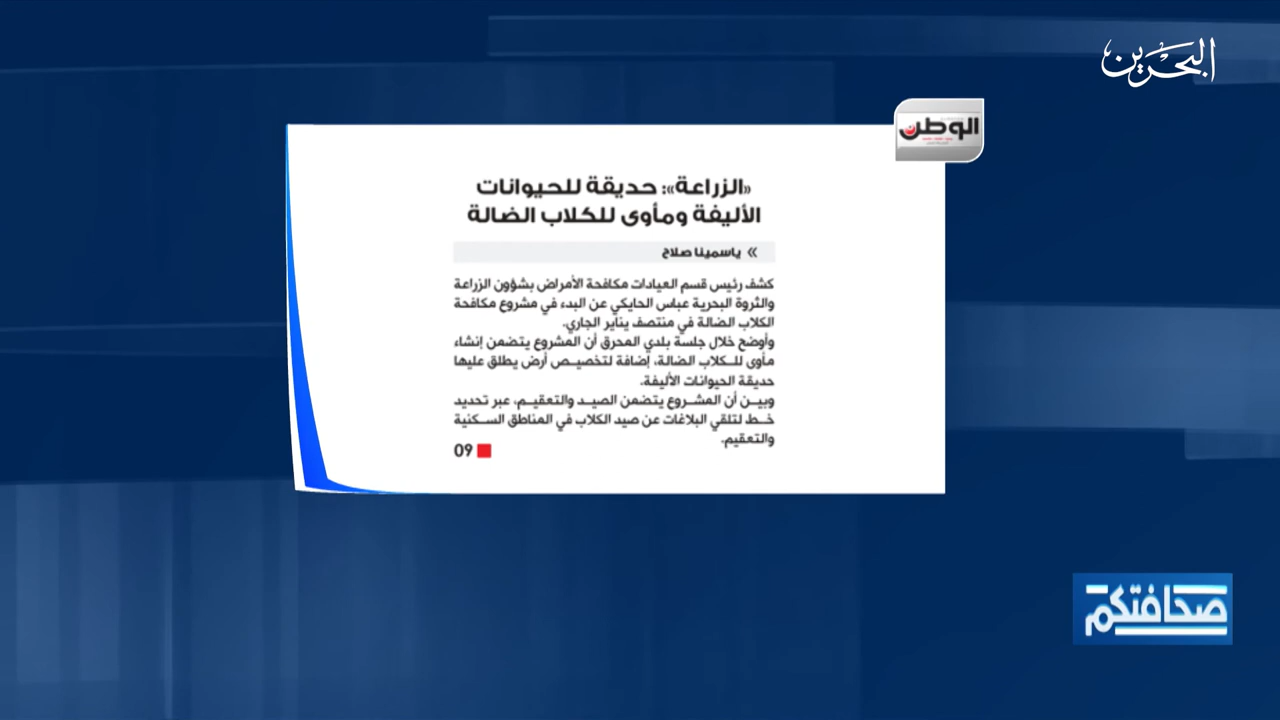 البحرين
الوطن
«الزراعة»: حديقة للحيوانات
الأليفة ومأوى للكلاب الضالة
» ياسمينا صلاح
كشف رئيس قسم العيادات مكافحة الأمراض بشؤون الزراعة
والثروة البحرية عباس الحايكي عن البدء في مشروع مكافحة
الكلاب الضالة في منتصف يناير الجاري.
وأوضح خلال جلسة بلدي المحرق أن المشروع يتضمن إنشاء
مأوى للكلاب الضالة، إضافة لتخصيص أرض يطلق عليها
حديقة الحيوانات الأليفة.
وبين أن المشروع يتضمن الصيد والتعقيم، عبر تحديد
خط لتلقي البلاغات عن صيد الكلاب في المناطق السكنية
والتعقيم.
09
صحافتكم